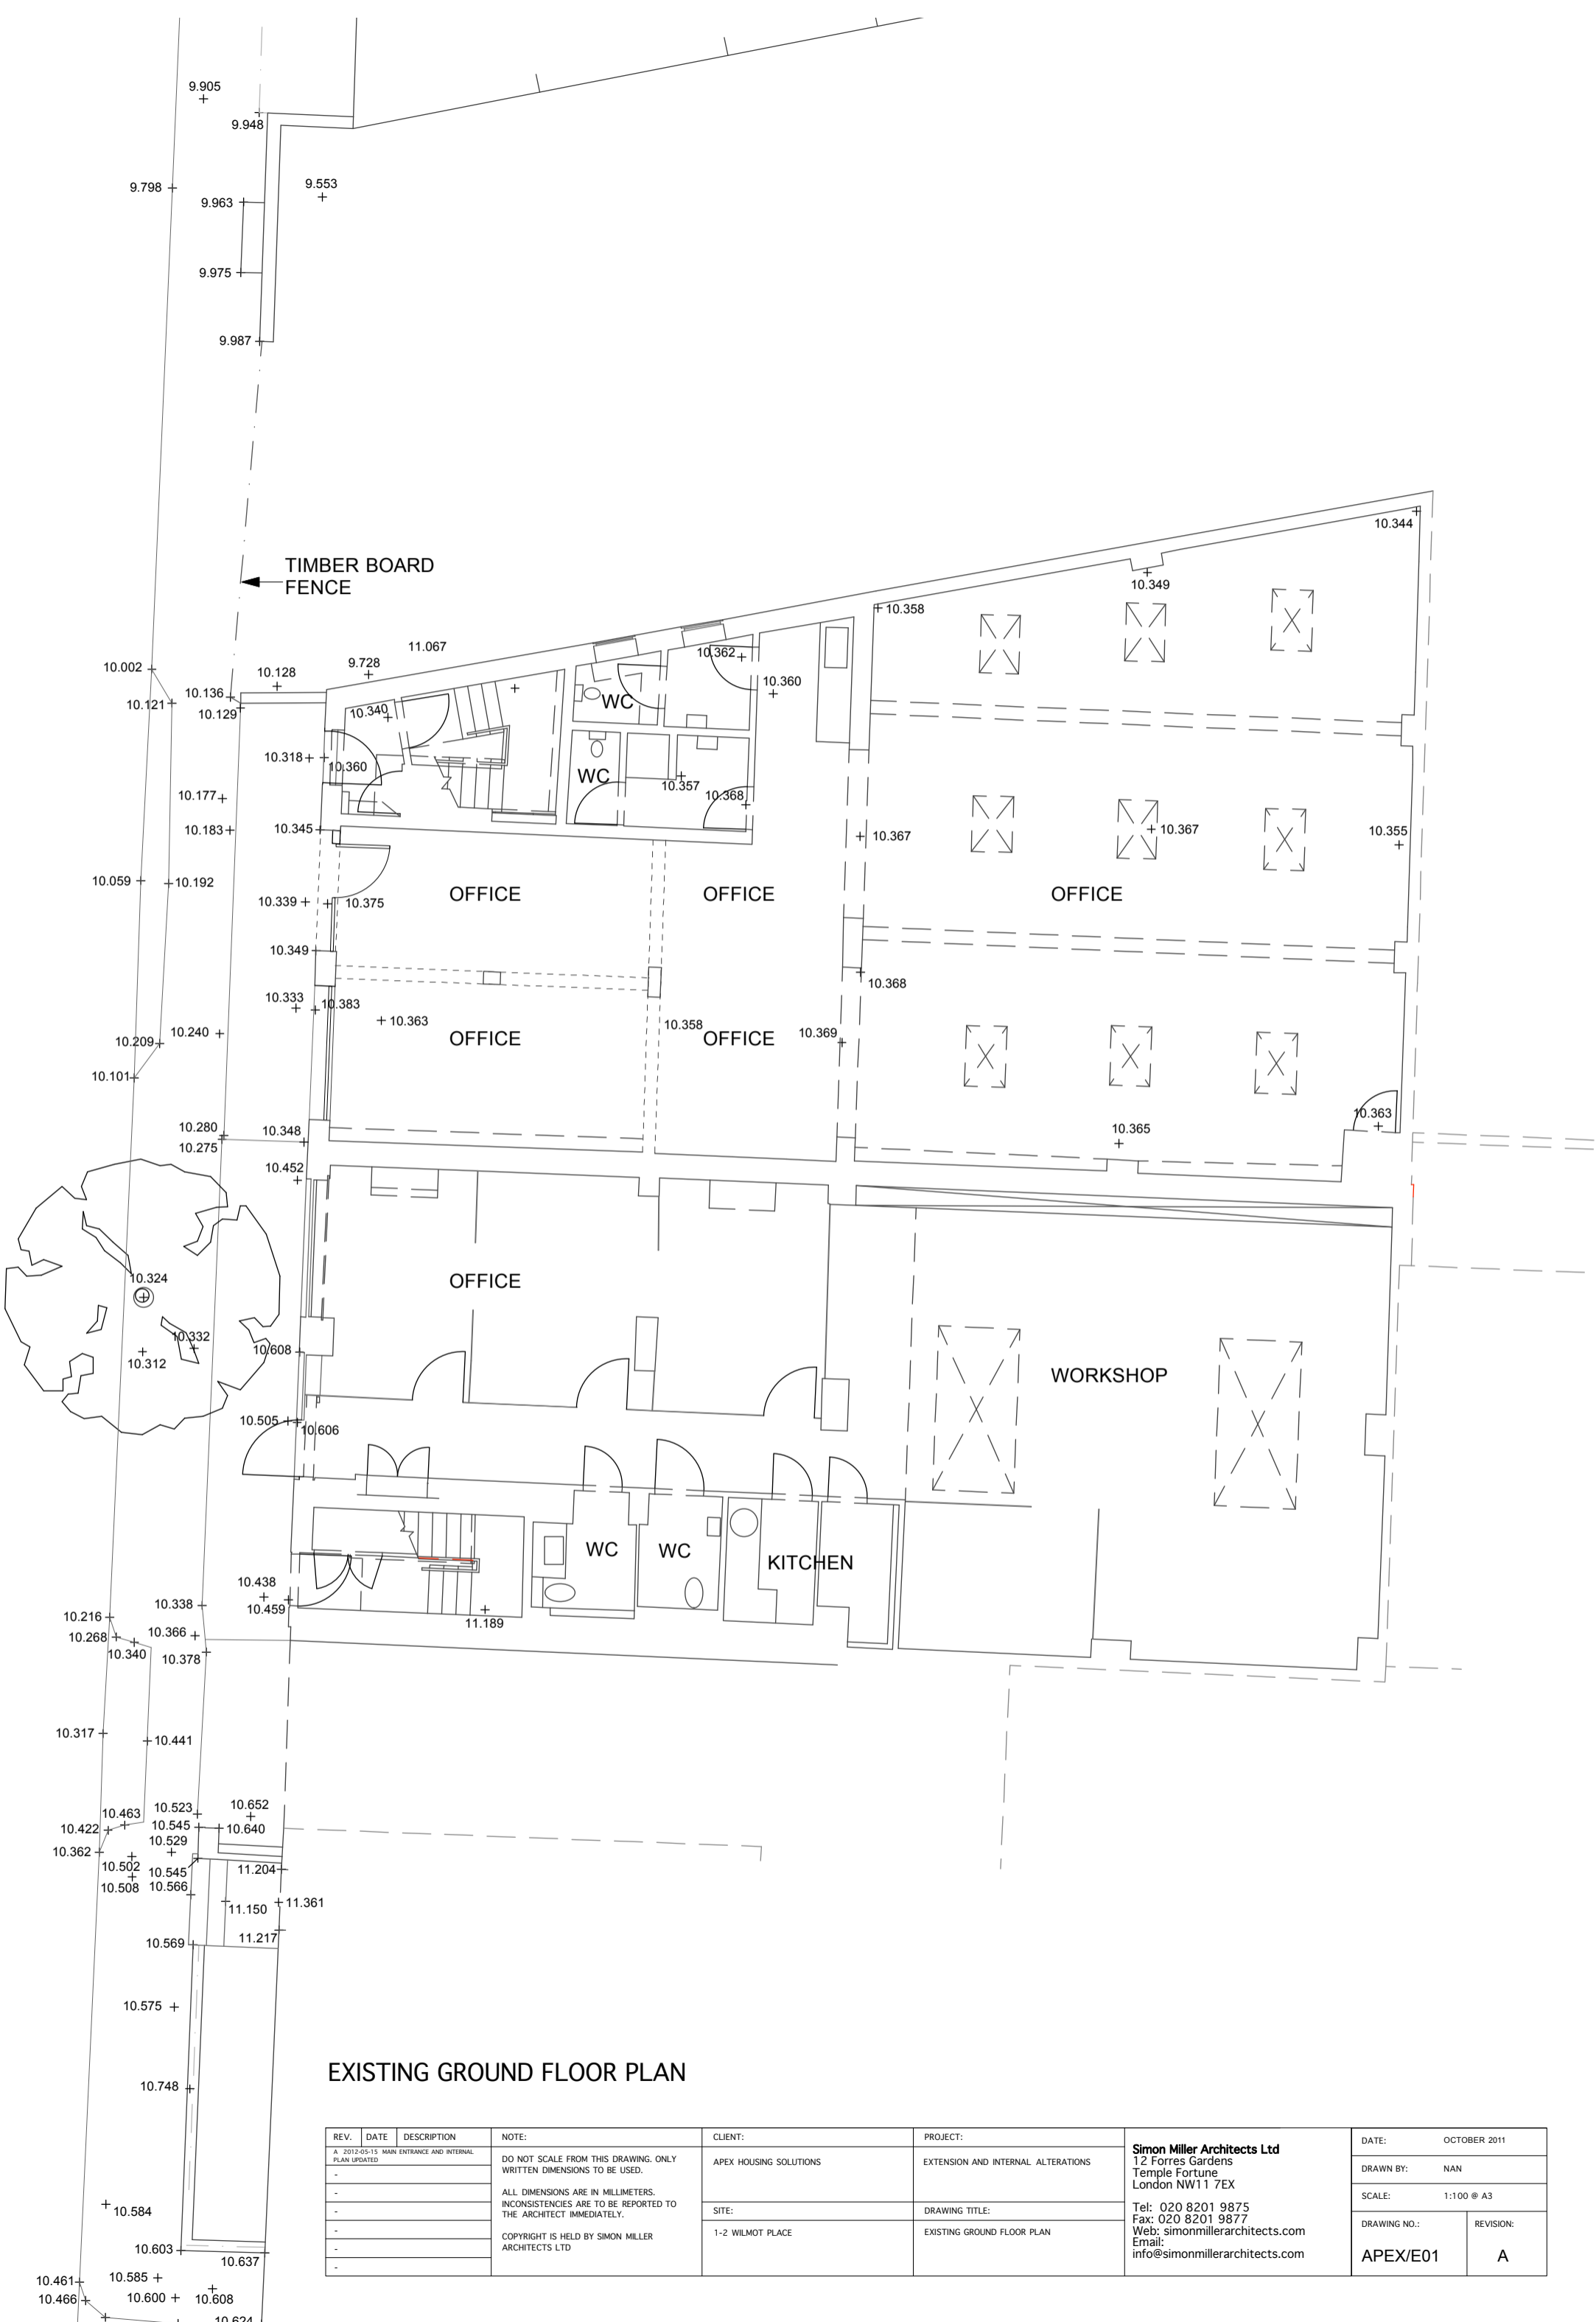 9.905
9.948
9.798
9.963
9.553
9.975
9.987
TIMBER BOARD
FENCE
10.344
10.349
10.358
10.002
11.067
9.728
10.128
10.136
10.121
10.129
10.362
10.360
WC
10.340
10.318
10.360
WC
10.357
10.368
10.177
10.183
10.345
10.367
10.367
10.355
10.059
10.192
10.339
10.375
OFFICE
OFFICE
OFFICE
10.349
10.368
10.333
10.383
10.363
10.358
10.369
10.240
10.209
OFFICE
OFFICE
10.101
10.280
10.275
10.348
10.365
10.363
10.452
10.324
OFFICE
10.332
10.312
10.608
WORKSHOP
10.505
10.606
WC
WC
KITCHEN
10.438
10.459
11.189
10.338
10.216
10.268
10.366
10.340
10.378
10.317
10.441
10.463
10.523
10.652
10.422
10.545
10.640
10.529
10.362
10.502
10.545
11.204
10.508
10.566
11.150
11.361
11.217
10.569
10.575
10.748
10.584
10.603
10.637
10.461
10.585
10.466
10.600
10.608
10.624
EXISTING GROUND FLOOR PLAN
REV. DATE DESCRIPTION
A 2012-05-15 MAIN ENTRANCE AND INTERNAL
PLAN UPDATED
-
-
-
-
-
-
NOTE:
DO NOT SCALE FROM THIS DRAWING. ONLY
WRITTEN DIMENSIONS TO BE USED.
ALL DIMENSIONS ARE IN MILLIMETERS.
INCONSISTENCIES ARE TO BE REPORTED TO
THE ARCHITECT IMMEDIATELY.
COPYRIGHT IS HELD BY SIMON MILLER
ARCHITECTS LTD
CLIENT:
APEX HOUSING SOLUTIONS
SITE:
1-2 WILMOT PLACE
PROJECT:
EXTENSION AND INTERNAL ALTERATIONS
DRAWING TITLE:
EXISTING GROUND FLOOR PLAN
Simon Miller Architects Ltd
12 Forres Gardens
Temple Fortune
London NW11 7EX
Tel: 020 8201 9875
Fax: 020 8201 9877
Web: simonmillerarchitects.com
Email:
info@simonmillerarchitects.com
DATE: OCTOBER 2011
DRAWN BY: NAN
SCALE: 1:100 @ A3
DRAWING NO.: REVISION:
APEX/E01 A